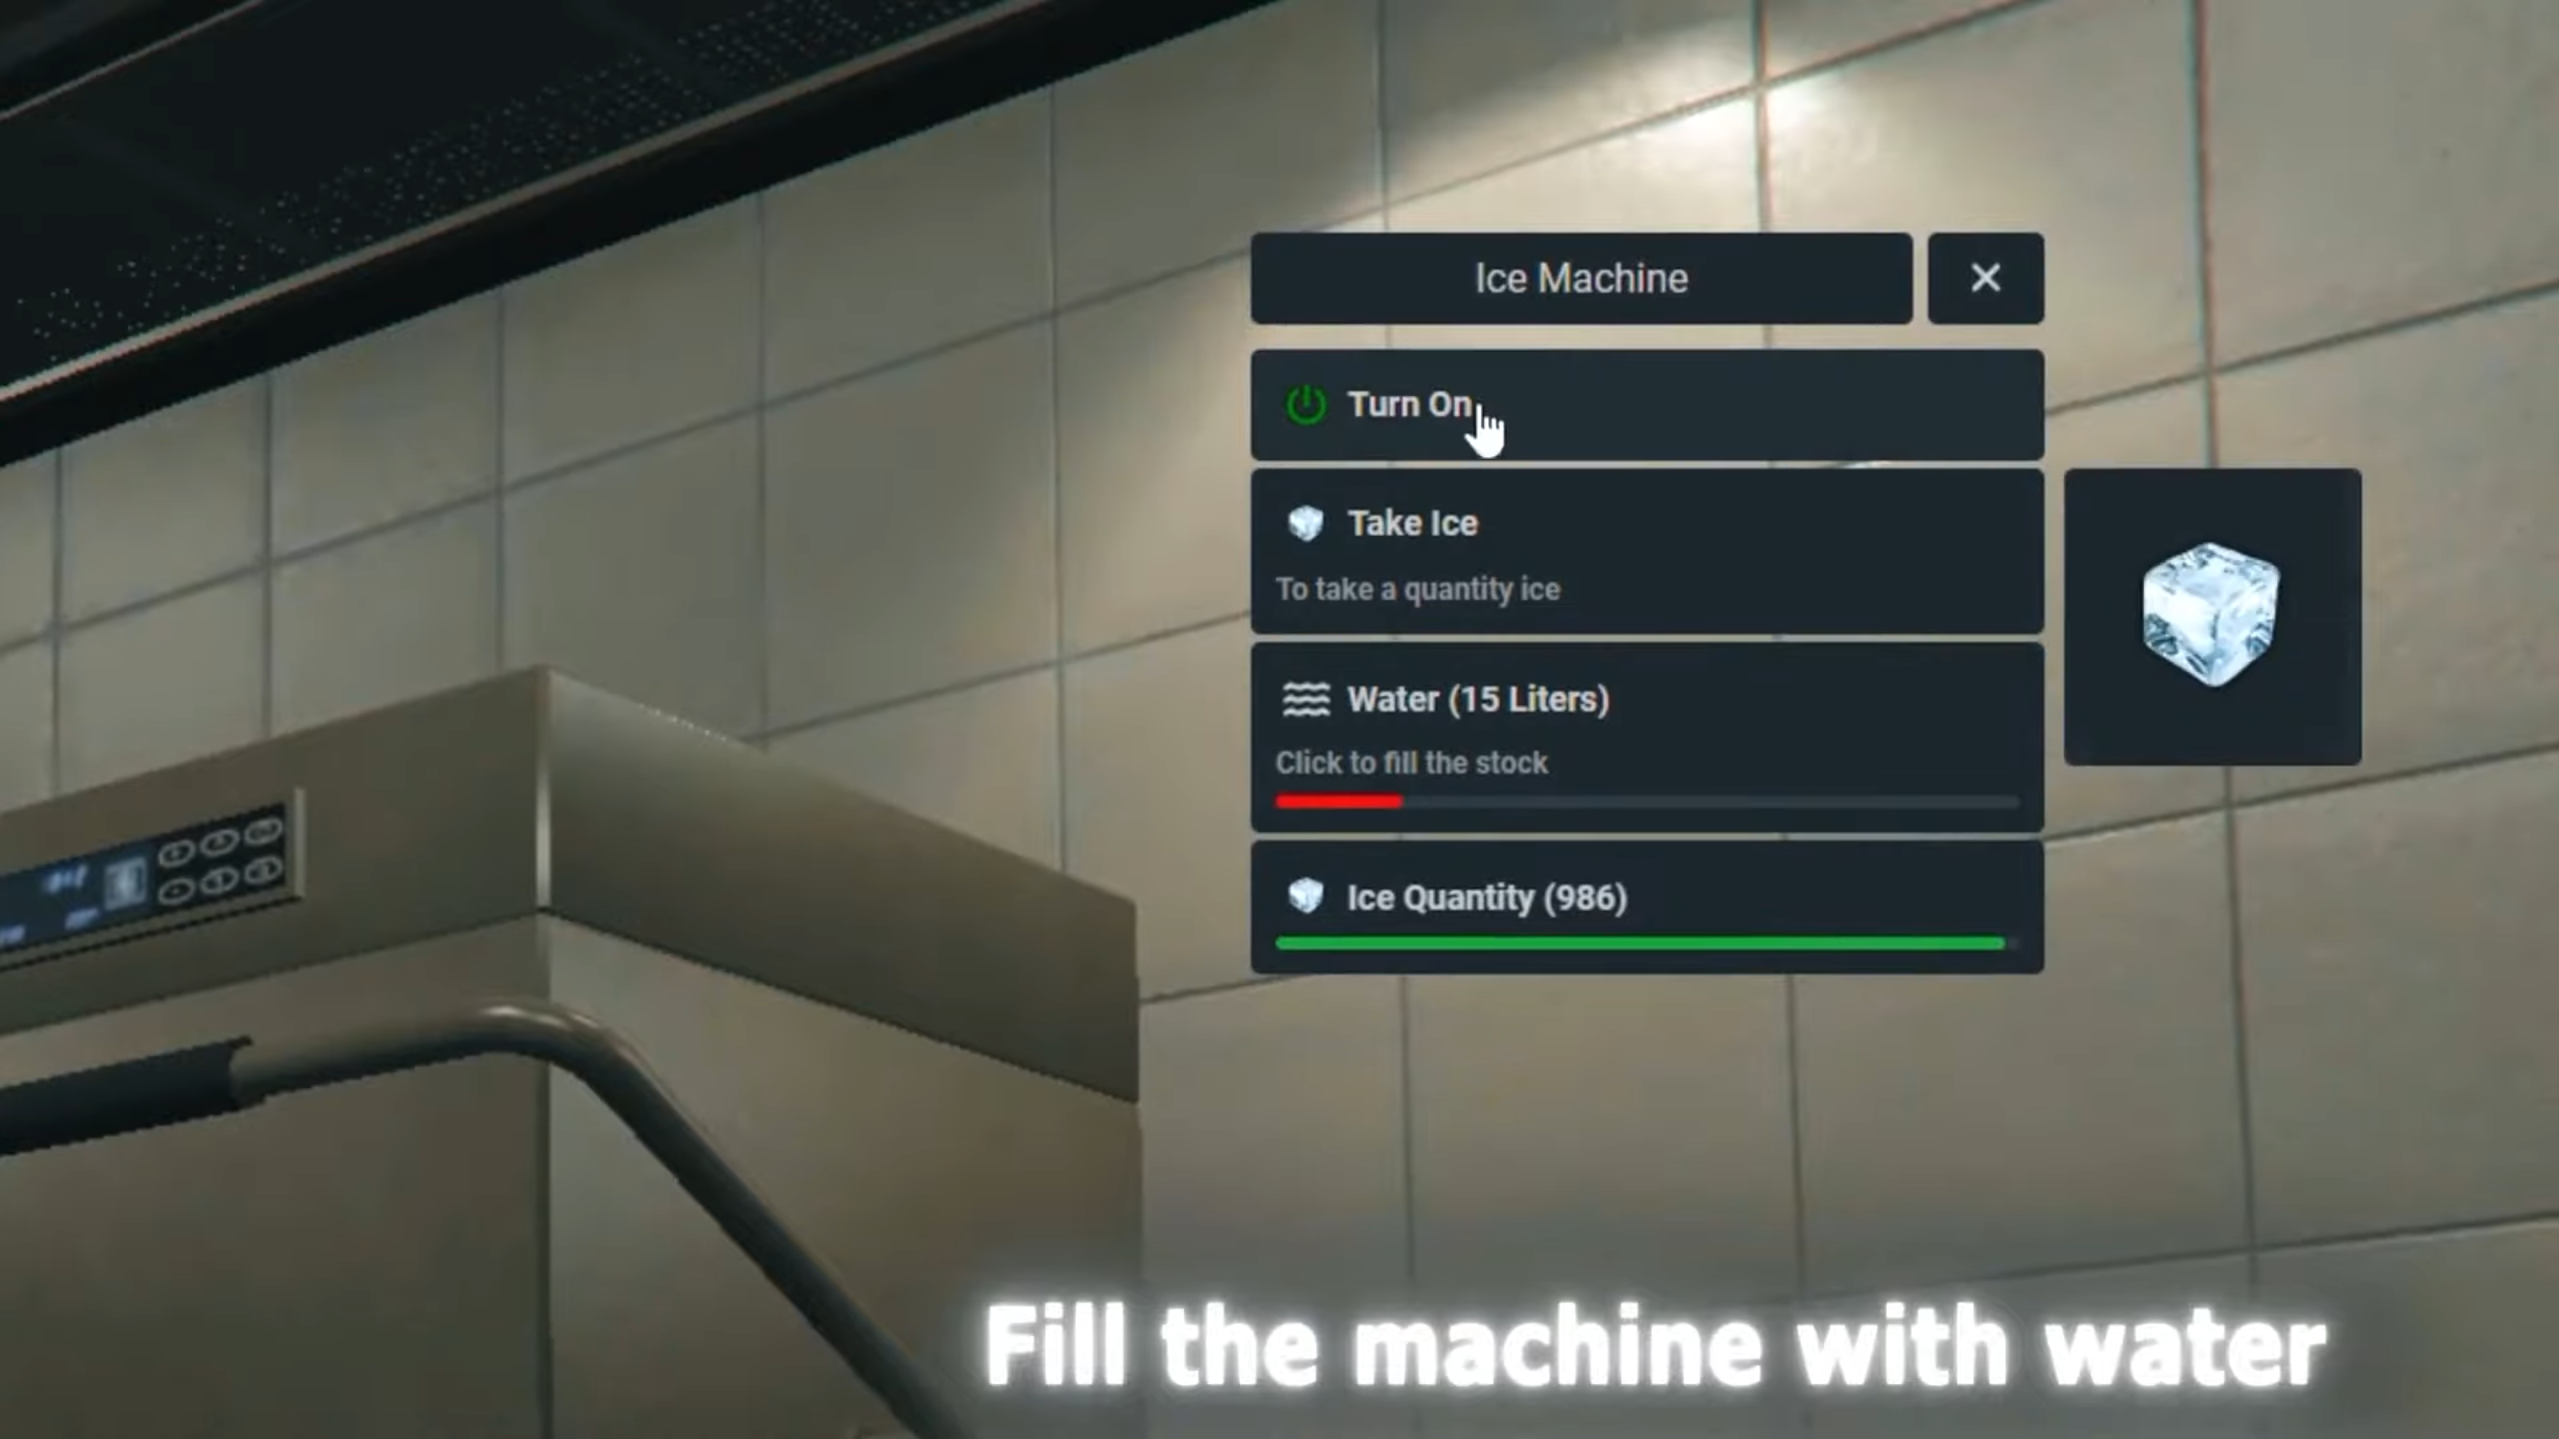 Ice Machine
Turn On
Take Ice
To take a quantity ice
Water (15 Liters)
Click to fill the stock
Ice Quantity (986)
Fill the machine with water